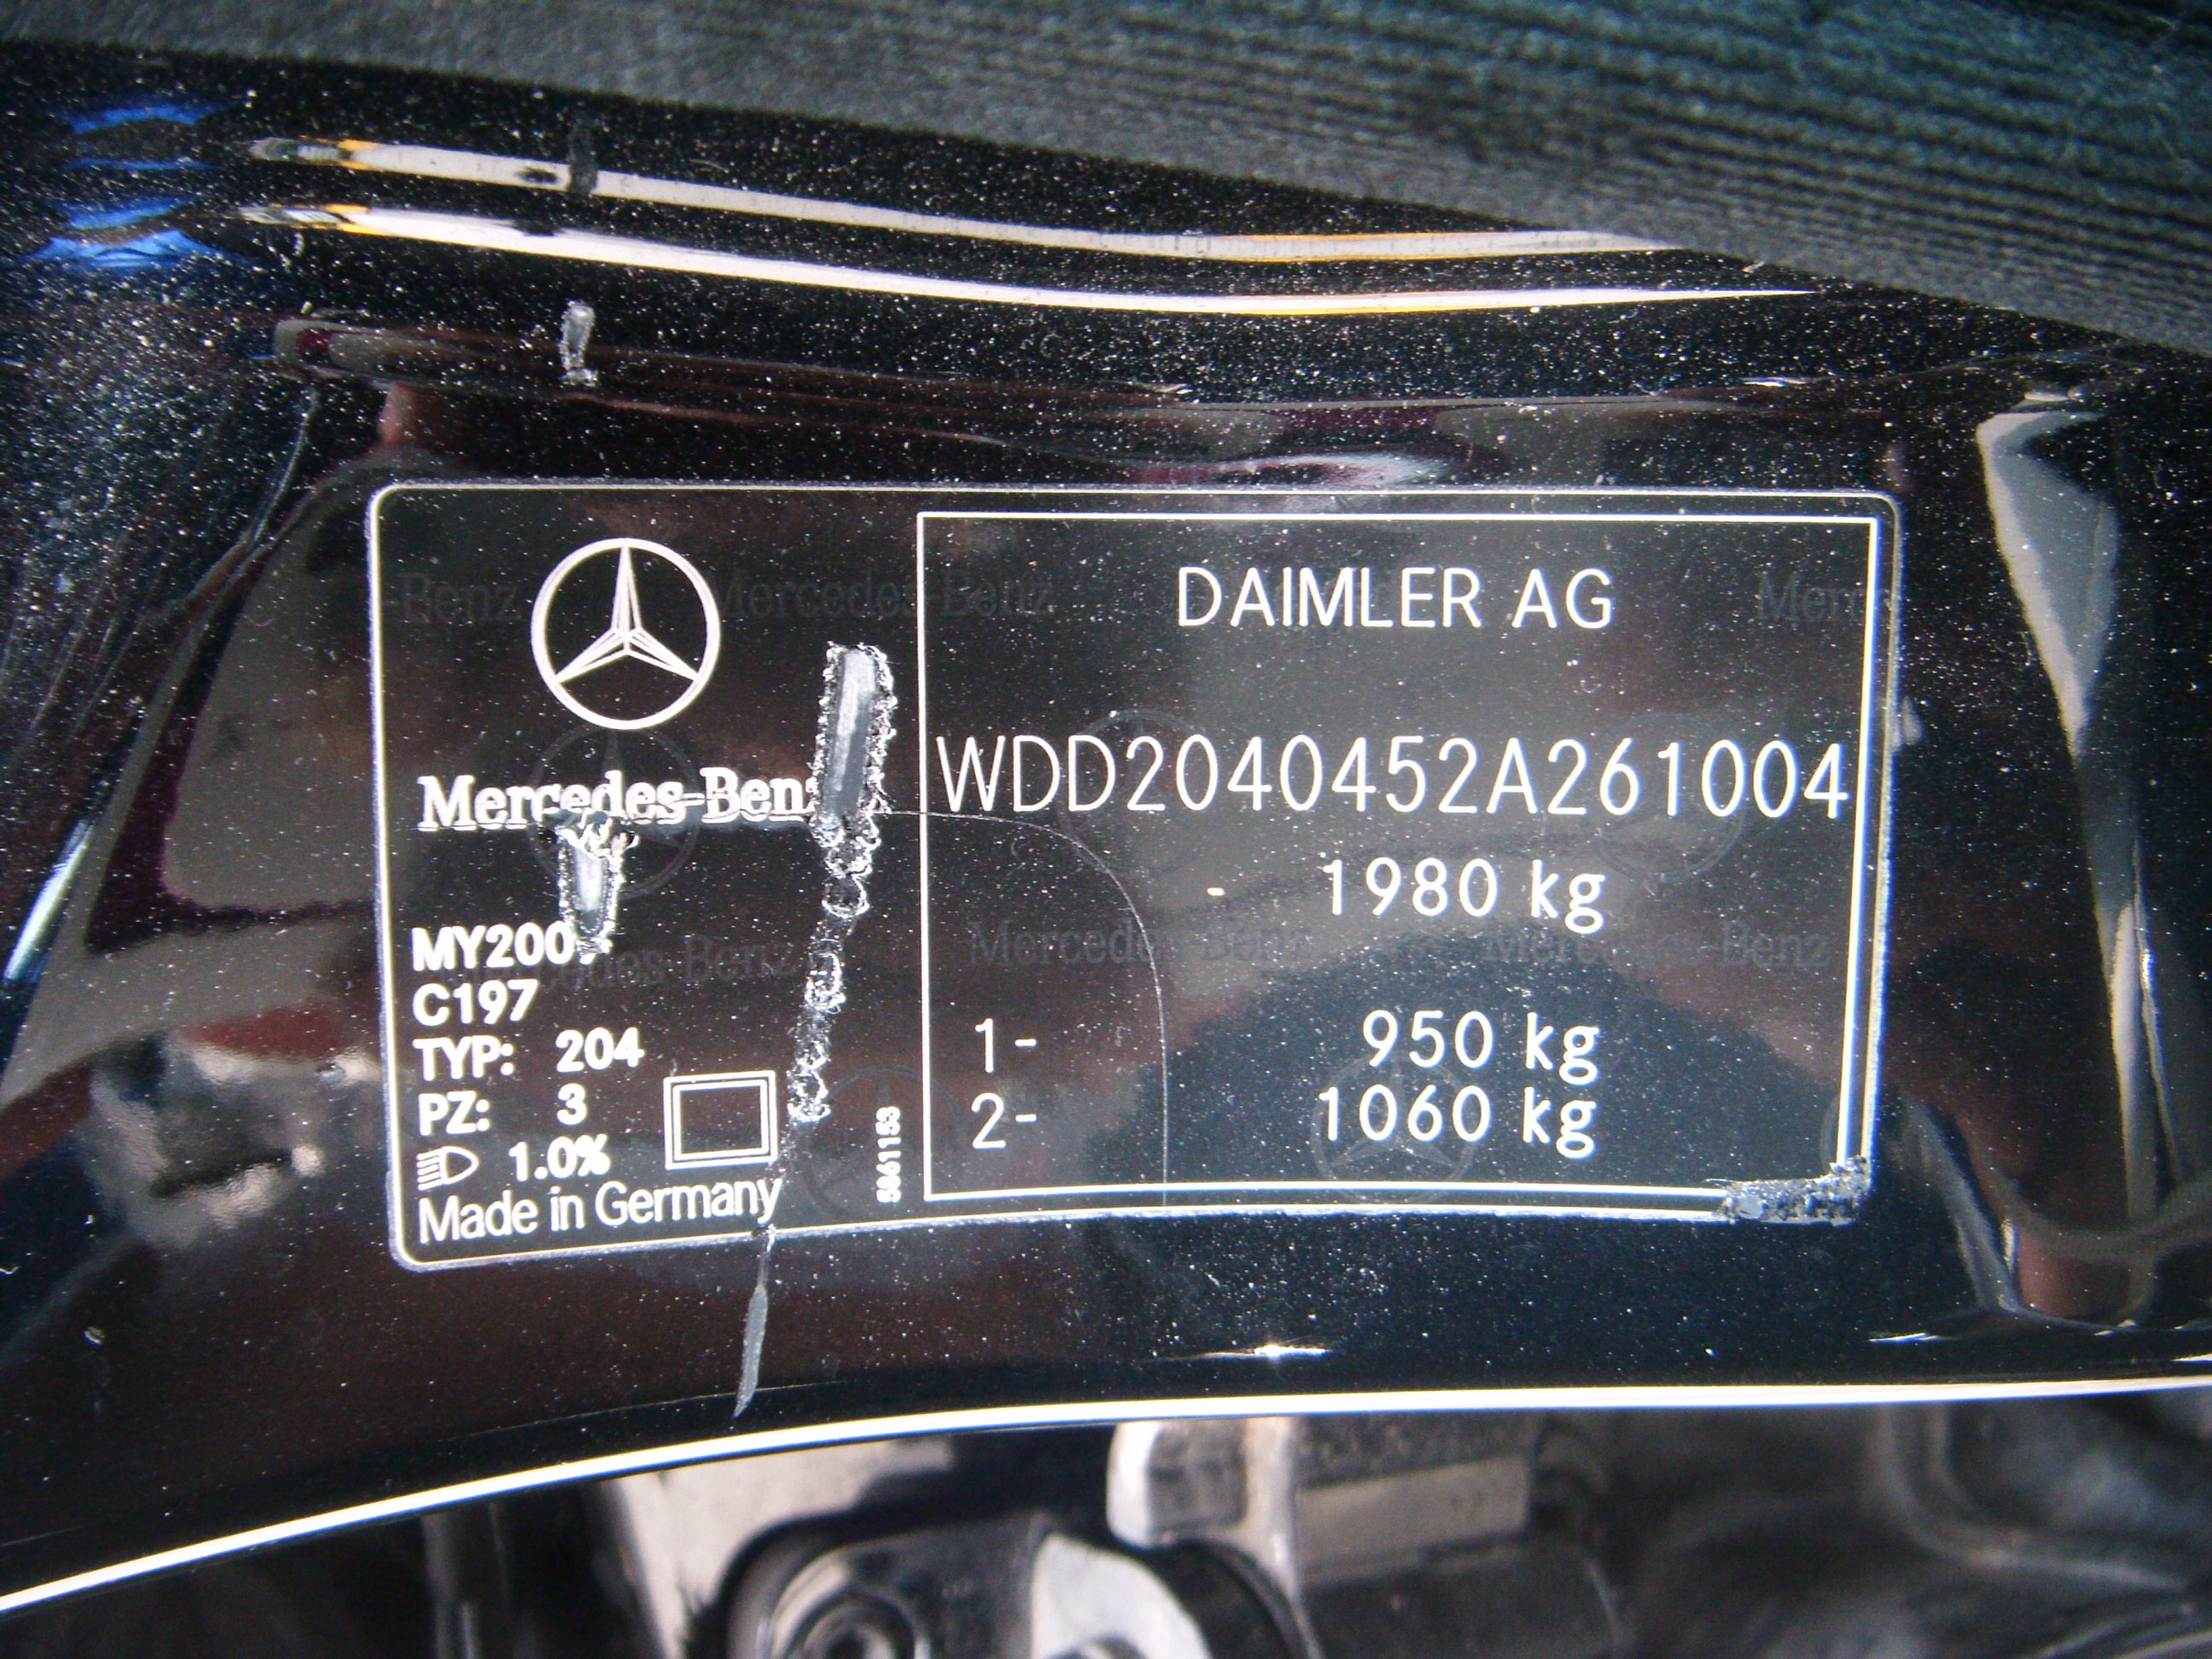 Mercedes-Benz
MY200
C197
TYP: 204
PZ: 3
1.0%
Made in Germany
5861153
DAIMLER AG
WDD2040452A261004
1980 kg
1- 950 kg
2- 1060 kg